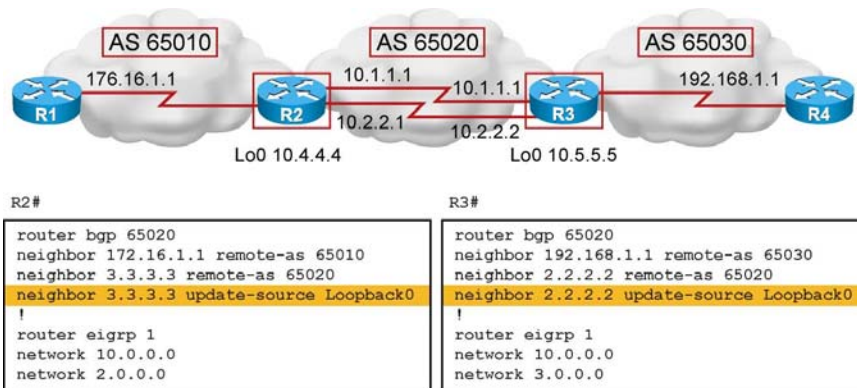 AS 65010
AS 65020
AS 65030
176.16.1.1
10.1.1.1
10.1.1.1
192.168.1.1
R1
R2
R3
R4
10.2.2.1
10.2.2.2
Lo0 10.4.4.4
Lo0 10.5.5.5
R2#
router bgp 65020
neighbor 172.16.1.1 remote-as 65010
neighbor 3.3.3.3 remote-as 65020
neighbor 3.3.3.3 update-source Loopback0
!
router eigrp 1
network 10.0.0.0
network 2.0.0.0
R3#
router bgp 65020
neighbor 192.168.1.1 remote-as 65030
neighbor 2.2.2.2 remote-as 65020
neighbor 2.2.2.2 update-source Loopback0
!
router eigrp 1
network 10.0.0.0
network 3.0.0.0